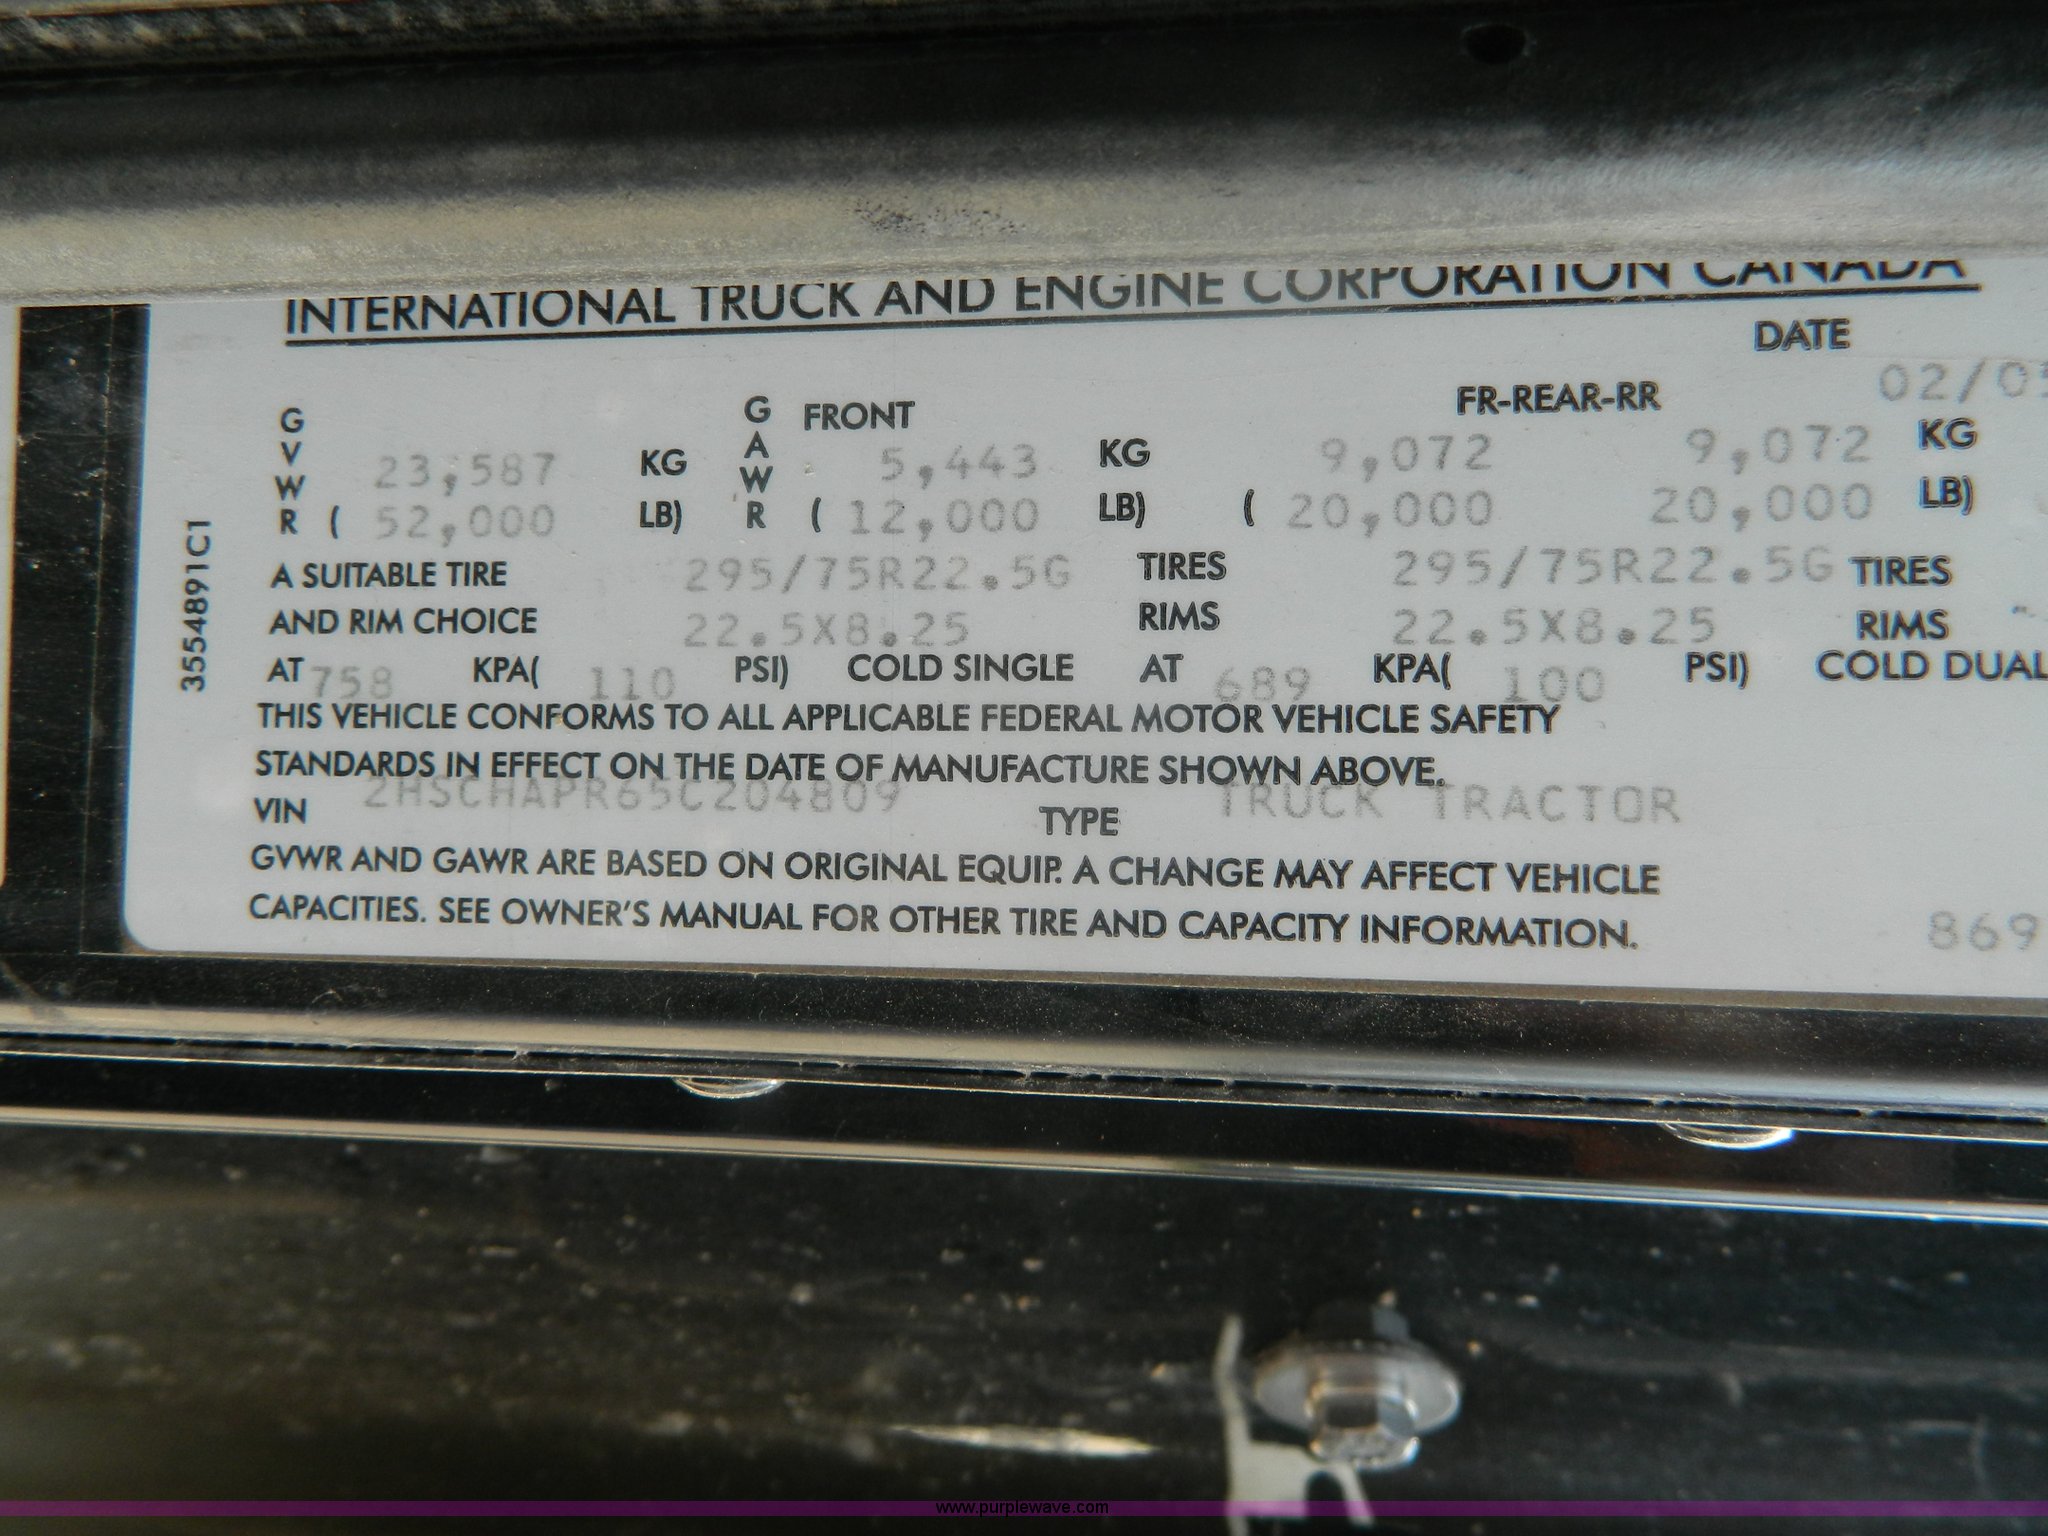 INTERNATIONAL TRUCK AND ENGINE CORPORATION CANADA
DATE
02/05
GVWR 23,587 KG GAWR FRONT 5,443 KG FR-REAR-RR 9,072 9,072 KG
( 52,000 LB) ( 12,000 LB) ( 20,000 20,000 LB)
A SUITABLE TIRE 295/75R22.5G TIRES 295/75R22.5G TIRES
AND RIM CHOICE 22.5X8.25 RIMS 22.5X8.25 RIMS
AT 758 KPA( 110 PSI) COLD SINGLE AT 689 KPA( 100 PSI) COLD DUAL
THIS VEHICLE CONFORMS TO ALL APPLICABLE FEDERAL MOTOR VEHICLE SAFETY
STANDARDS IN EFFECT ON THE DATE OF MANUFACTURE SHOWN ABOVE.
VIN 2HSCHAPR65C204809 TYPE TRUCK TRACTOR
GVWR AND GAWR ARE BASED ON ORIGINAL EQUIP. A CHANGE MAY AFFECT VEHICLE
CAPACITIES. SEE OWNER'S MANUAL FOR OTHER TIRE AND CAPACITY INFORMATION.
869
3554891C1
www.purplewave.com